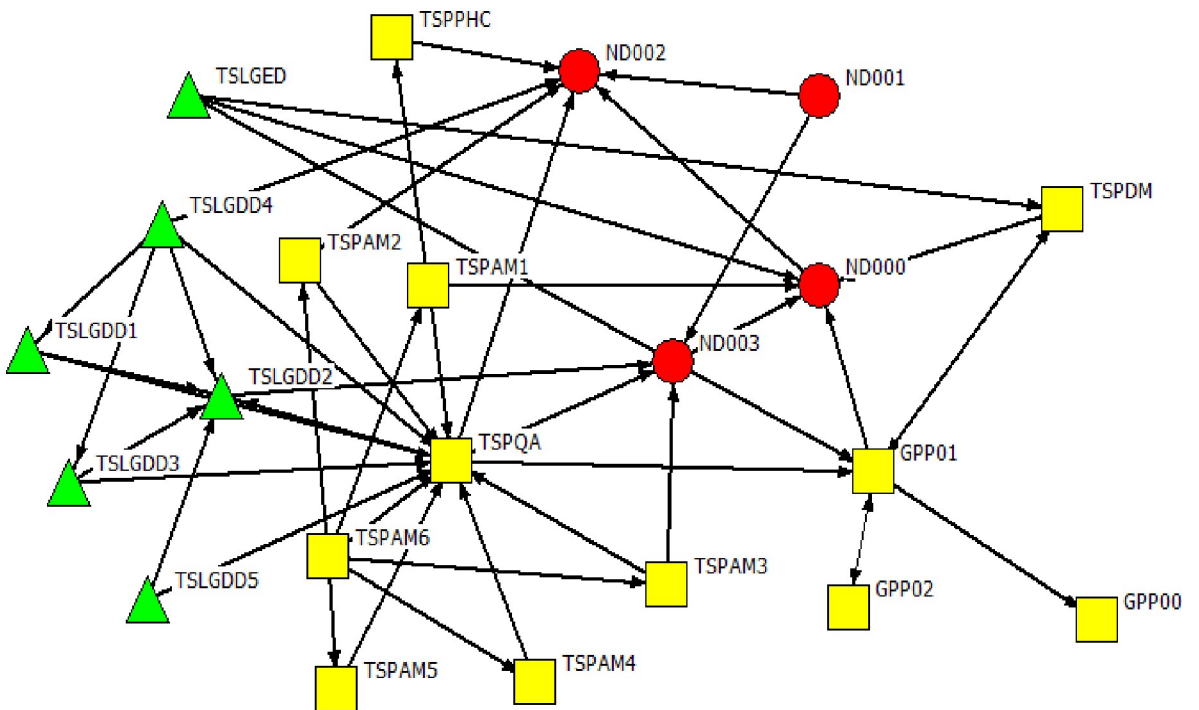 TSPPHC
ND002
TSLGED
ND001
TSPDM
TSLGDD4
TSPAM2
TSPAM1
ND000
TSLGDD1
ND003
TSLGDD2
TSPQA
GPP01
TSLGDD3
TSPAM6
TSPAM3
TSLGDD5
GPP02
GPP00
TSPAM5
TSPAM4